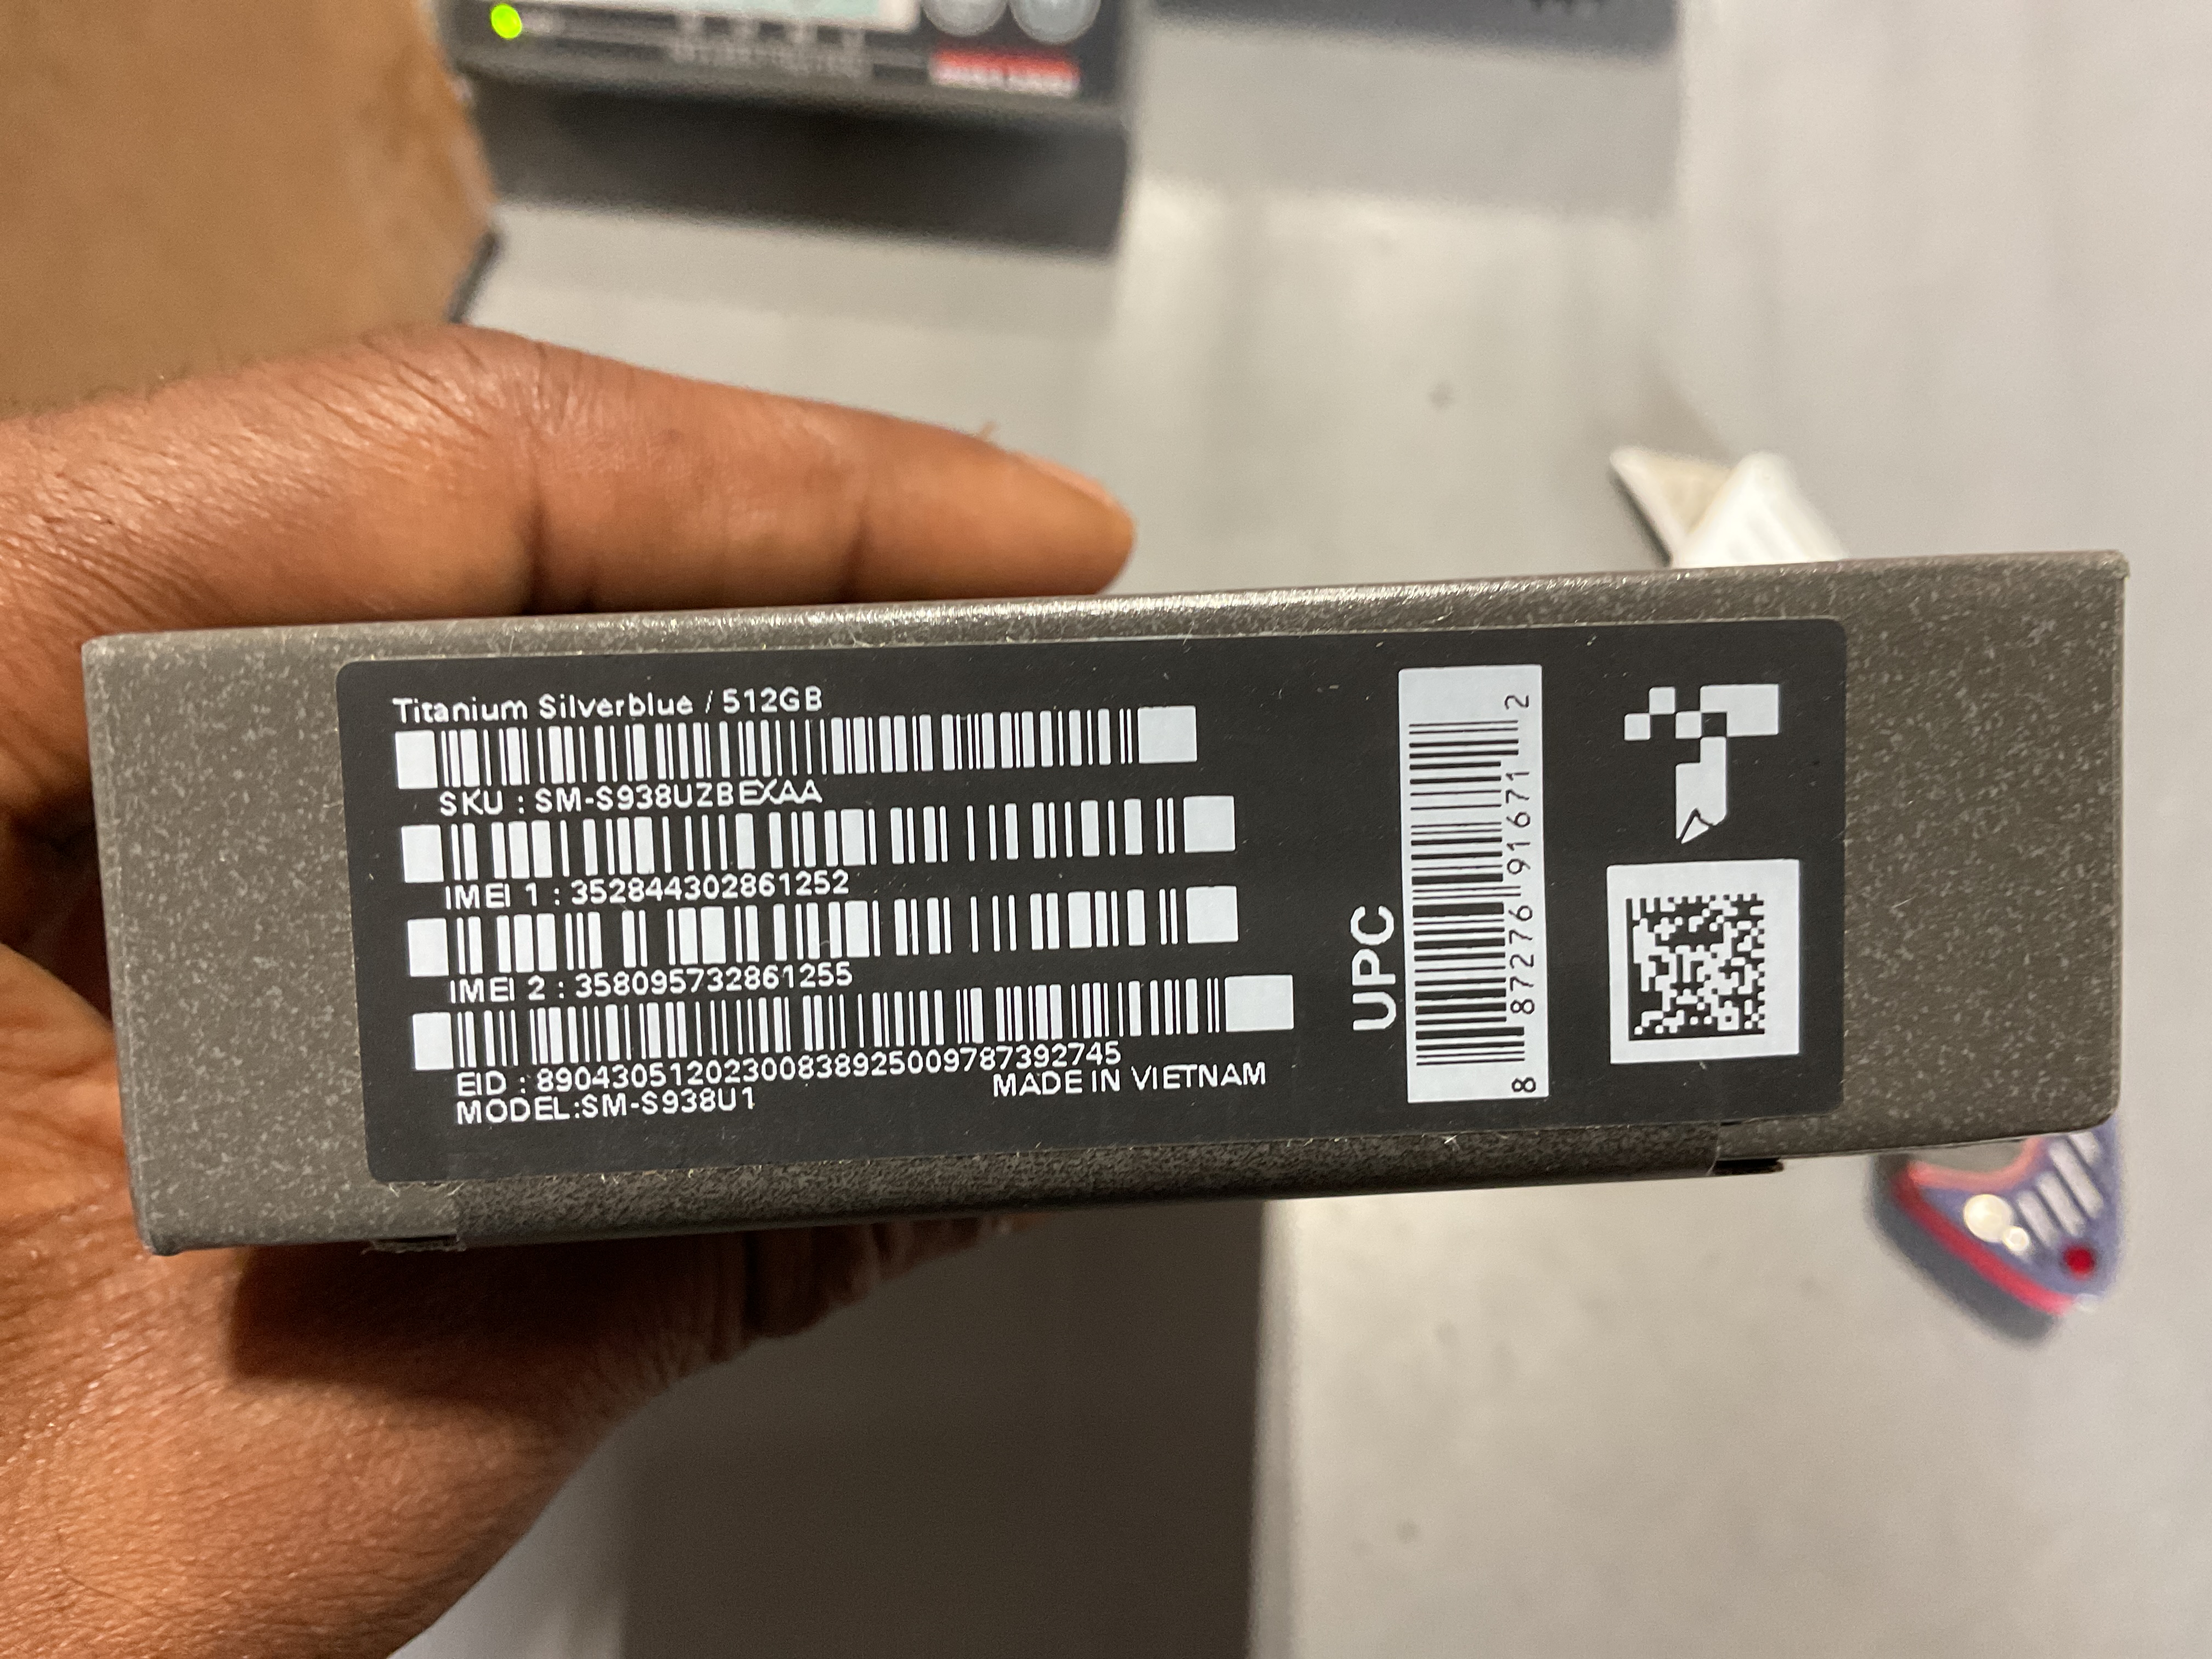 Titanium Silverblue / 512GB
SKU : SM-S938UZBEXAA
IMEI 1 : 352844302861252
IMEI 2 : 358095732861255
EID : 89043051202300838925009787392745
MODEL:SM-S938U1
MADE IN VIETNAM
UPC
8 87276 91671 2